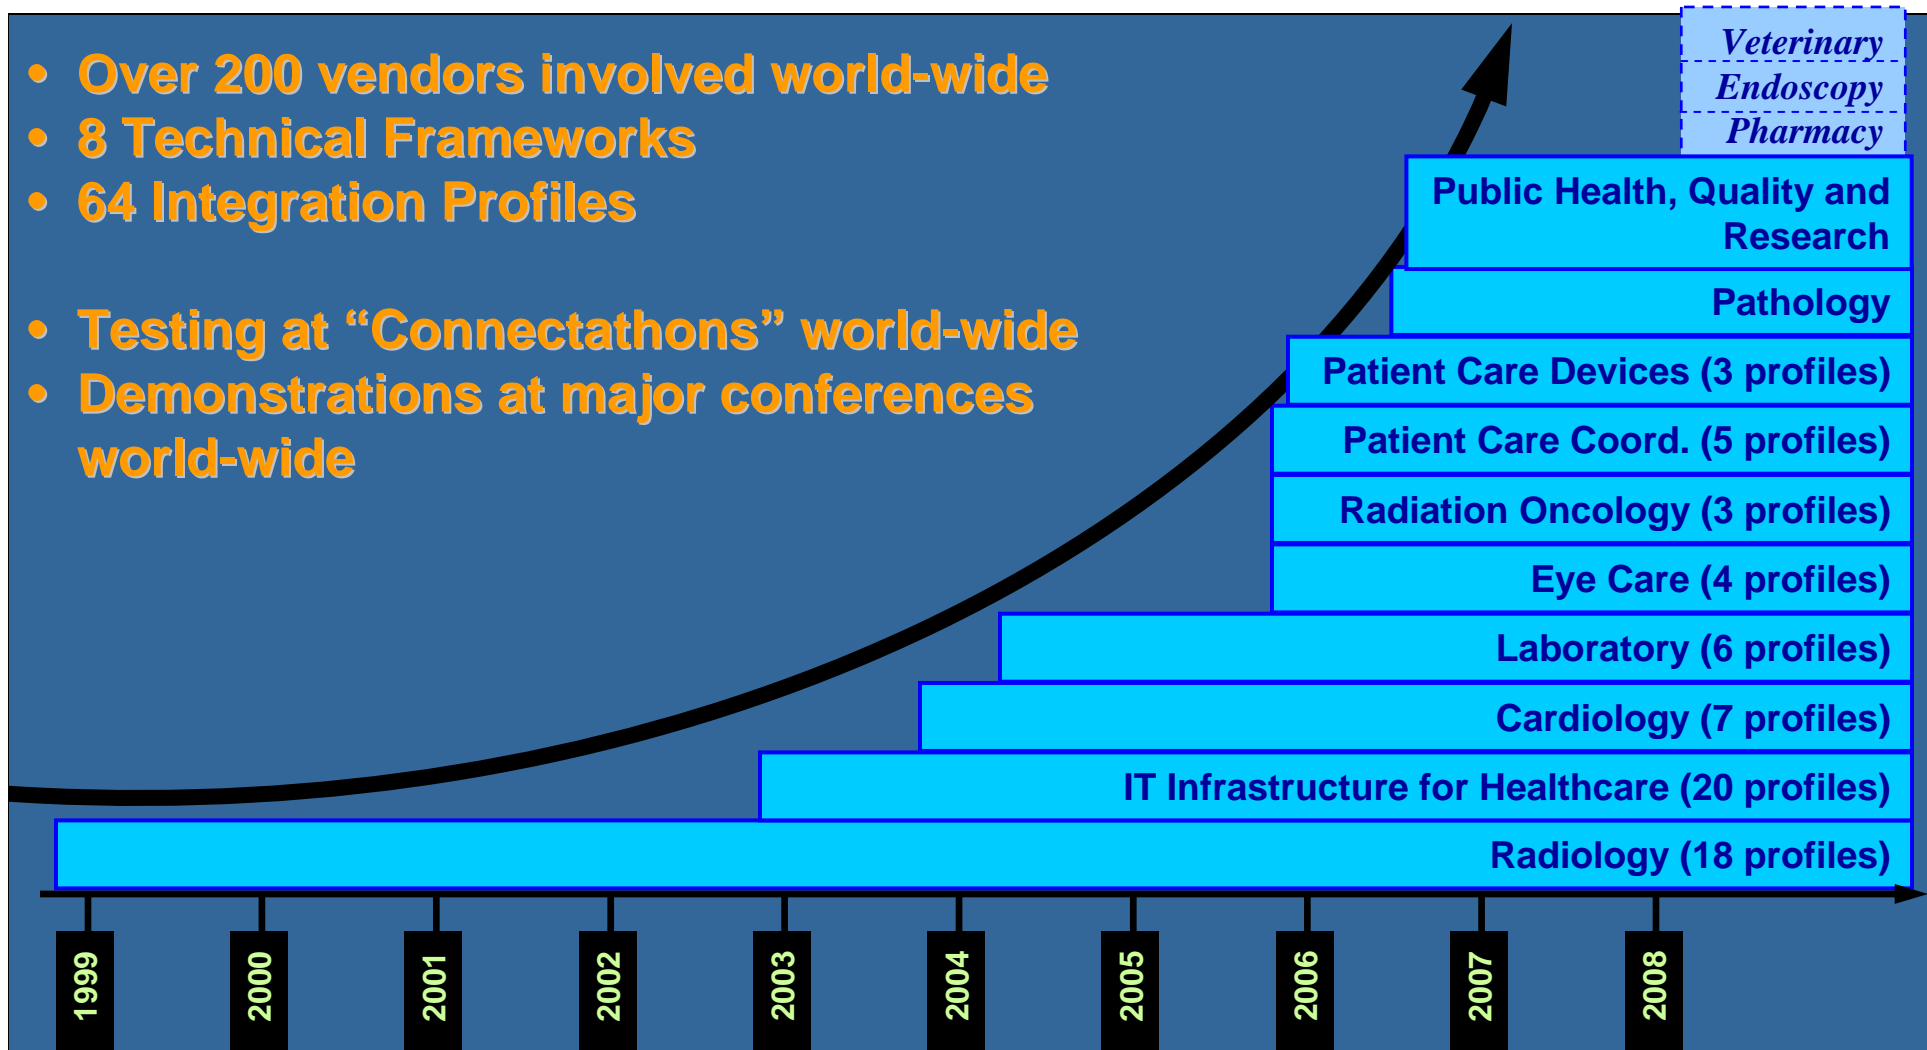 • Over 200 vendors involved world-wide
• 8 Technical Frameworks
• 64 Integration Profiles
• Testing at “Connectathons” world-wide
• Demonstrations at major conferences
world-wide
Veterinary
Endoscopy
Pharmacy
Public Health, Quality and
Research
Pathology
Patient Care Devices (3 profiles)
Patient Care Coord. (5 profiles)
Radiation Oncology (3 profiles)
Eye Care (4 profiles)
Laboratory (6 profiles)
Cardiology (7 profiles)
IT Infrastructure for Healthcare (20 profiles)
Radiology (18 profiles)
1999
2000
2001
2002
2003
2004
2005
2006
2007
2008